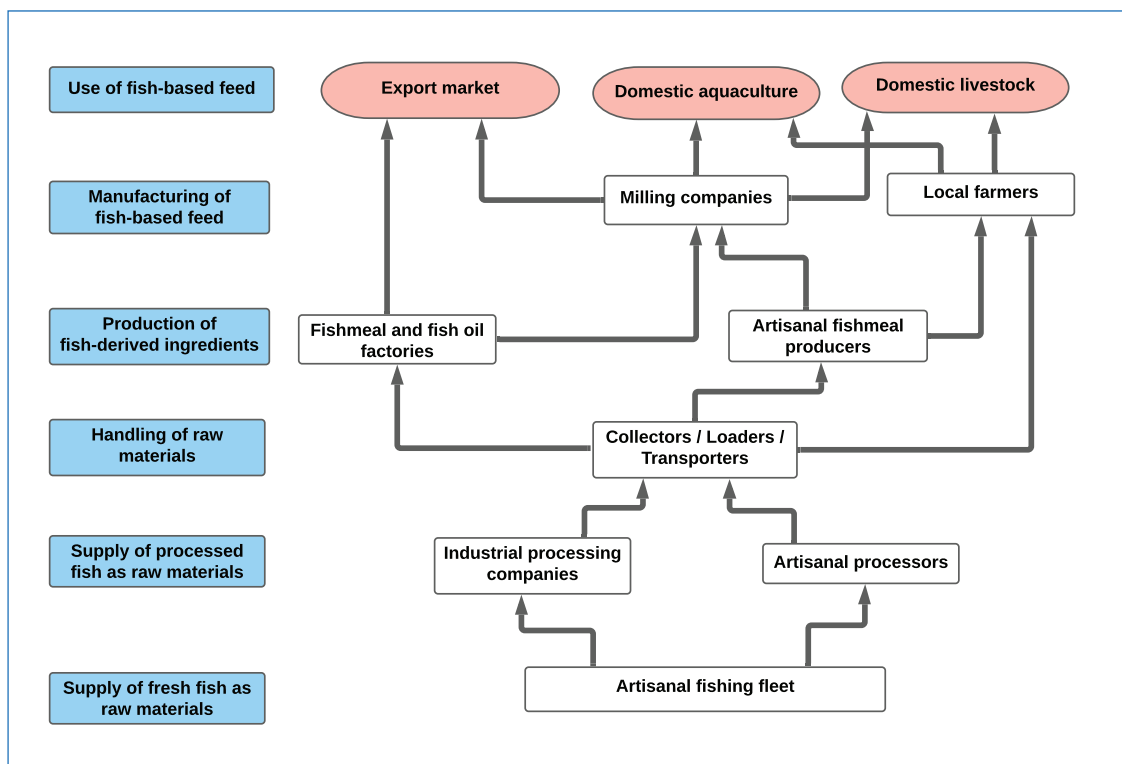 Use of fish-based feed
Export market
Domestic aquaculture
Domestic livestock
Manufacturing of
fish-based feed
Milling companies
Local farmers
Production of
fish-derived ingredients
Fishmeal and fish oil
factories
Artisanal fishmeal
producers
Handling of raw
materials
Collectors / Loaders /
Transporters
Supply of processed
fish as raw materials
Industrial processing
companies
Artisanal processors
Supply of fresh fish as
raw materials
Artisanal fishing fleet